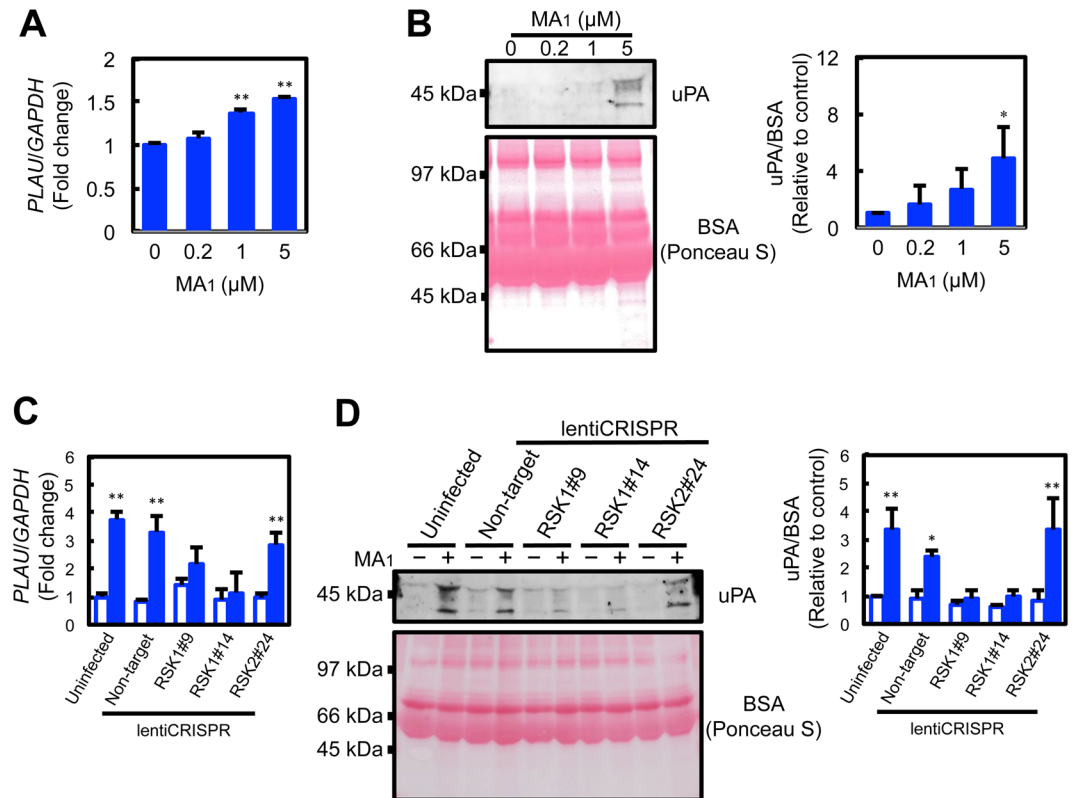 A
PLAU/GAPDH
(Fold change)
2
1.5
1
0.5
0
**
**
0
0.2
1
5
MA1 (µM)
B
MA1 (µM)
0 0.2 1 5
45 kDa
uPA
97 kDa
66 kDa
45 kDa
BSA
(Ponceau S)
uPA/BSA
(Relative to control)
12
8
4
0
*
0
0.2
1
5
MA1 (µM)
C
PLAU/GAPDH
(Fold change)
6
5
4
3
2
1
0
**
**
**
Uninfected
Non-target
RSK1#9
RSK1#14
RSK2#24
lentiCRISPR
D
lentiCRISPR
Uninfected
Non-target
RSK1#9
RSK1#14
RSK2#24
MA1 – + – + – + – + – +
45 kDa
uPA
97 kDa
66 kDa
45 kDa
BSA
(Ponceau S)
uPA/BSA
(Relative to control)
6
5
4
3
2
1
0
**
*
**
Uninfected
Non-target
RSK1#9
RSK1#14
RSK2#24
lentiCRISPR